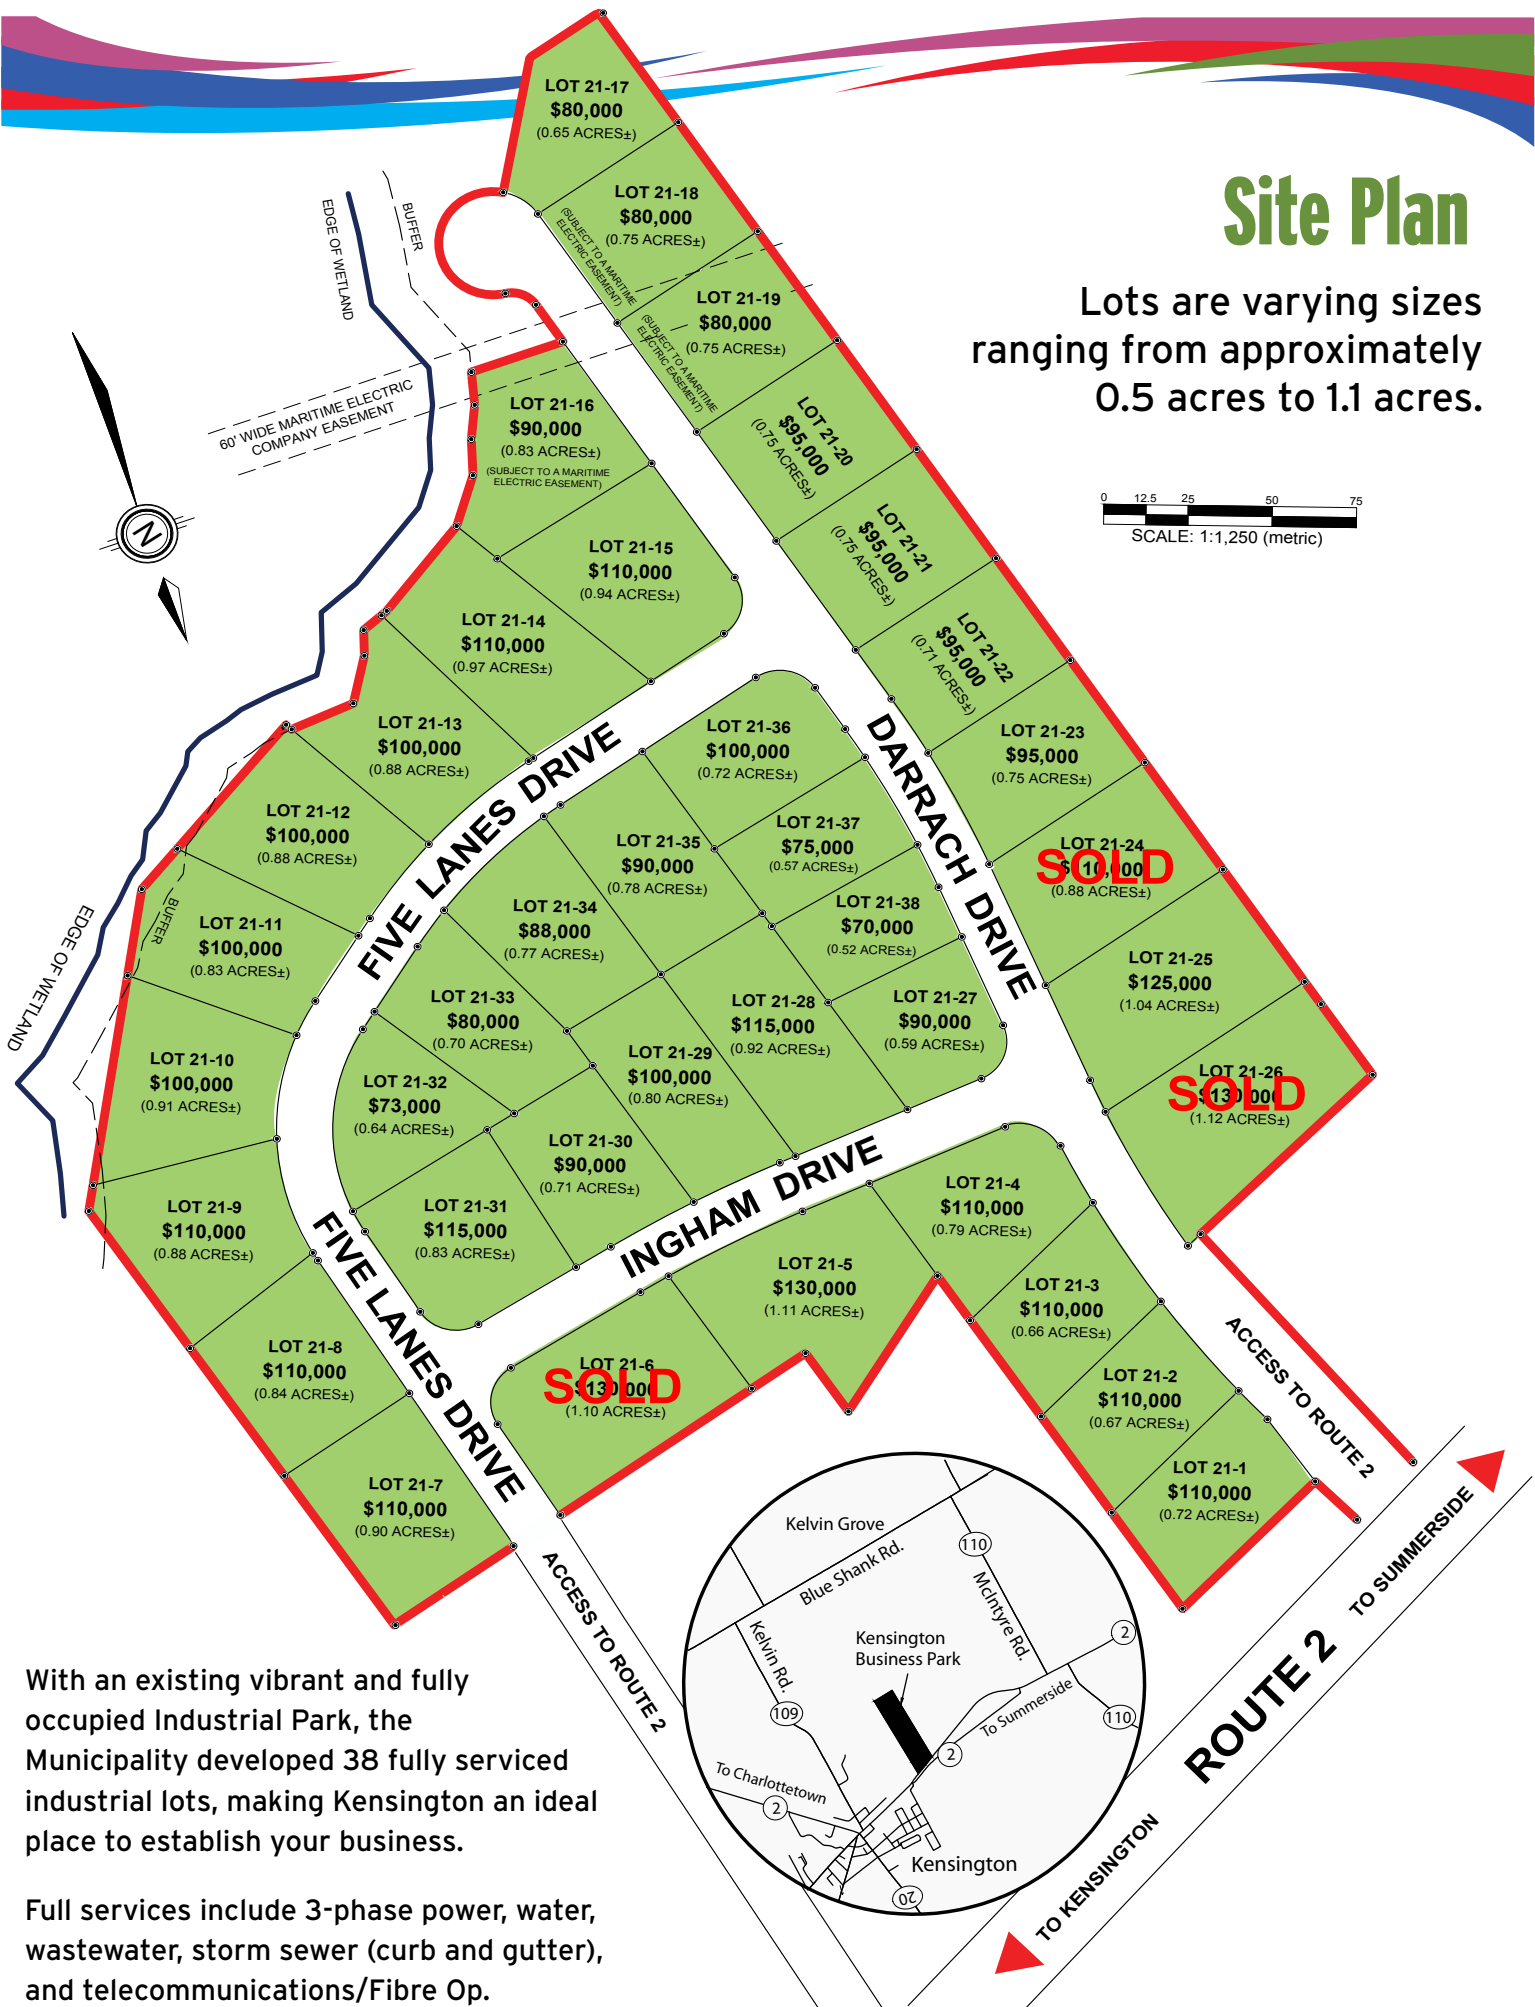 Site Plan
Lots are varying sizes
ranging from approximately
0.5 acres to 1.1 acres.
0 12.5 25 50 75
SCALE: 1:1,250 (metric)
LOT 21-17
$80,000
(0.65 ACRES±)
LOT 21-18
$80,000
(0.75 ACRES±)
(SUBJECT TO A MARITIME
ELECTRIC EASEMENT)
LOT 21-19
$80,000
(0.75 ACRES±)
(SUBJECT TO A MARITIME
ELECTRIC EASEMENT)
EDGE OF WETLAND
BUFFER
60' WIDE MARITIME ELECTRIC
COMPANY EASEMENT
N
LOT 21-16
$90,000
(0.83 ACRES±)
(SUBJECT TO A MARITIME
ELECTRIC EASEMENT)
LOT 21-20
$95,000
(0.75 ACRES±)
LOT 21-21
$95,000
(0.75 ACRES±)
LOT 21-22
$95,000
(0.71 ACRES±)
LOT 21-15
$110,000
(0.94 ACRES±)
LOT 21-14
$110,000
(0.97 ACRES±)
LOT 21-13
$100,000
(0.88 ACRES±)
LOT 21-12
$100,000
(0.88 ACRES±)
LOT 21-11
$100,000
(0.83 ACRES±)
BUFFER
EDGE OF WETLAND
LOT 21-10
$100,000
(0.91 ACRES±)
LOT 21-9
$110,000
(0.88 ACRES±)
LOT 21-8
$110,000
(0.84 ACRES±)
LOT 21-7
$110,000
(0.90 ACRES±)
FIVE LANES DRIVE
FIVE LANES DRIVE
DARRACH DRIVE
INGHAM DRIVE
LOT 21-36
$100,000
(0.72 ACRES±)
LOT 21-37
$75,000
(0.57 ACRES±)
LOT 21-35
$90,000
(0.78 ACRES±)
LOT 21-38
$70,000
(0.52 ACRES±)
LOT 21-34
$88,000
(0.77 ACRES±)
LOT 21-33
$80,000
(0.70 ACRES±)
LOT 21-28
$115,000
(0.92 ACRES±)
LOT 21-27
$90,000
(0.59 ACRES±)
LOT 21-29
$100,000
(0.80 ACRES±)
LOT 21-32
$73,000
(0.64 ACRES±)
LOT 21-30
$90,000
(0.71 ACRES±)
LOT 21-31
$115,000
(0.83 ACRES±)
LOT 21-23
$95,000
(0.75 ACRES±)
LOT 21-24
$110,000
SOLD
(0.88 ACRES±)
LOT 21-25
$125,000
(1.04 ACRES±)
LOT 21-26
$130,000
SOLD
(1.12 ACRES±)
LOT 21-4
$110,000
(0.79 ACRES±)
LOT 21-5
$130,000
(1.11 ACRES±)
LOT 21-3
$110,000
(0.66 ACRES±)
LOT 21-6
$130,000
SOLD
(1.10 ACRES±)
LOT 21-2
$110,000
(0.67 ACRES±)
LOT 21-1
$110,000
(0.72 ACRES±)
ACCESS TO ROUTE 2
ACCESS TO ROUTE 2
TO SUMMERSIDE
ROUTE 2
TO KENSINGTON
Kelvin Grove
Blue Shank Rd.
110
McIntyre Rd.
Kelvin Rd.
Kensington
Business Park
2
109
To Summerside
110
2
To Charlottetown
2
Kensington
20
With an existing vibrant and fully
occupied Industrial Park, the
Municipality developed 38 fully serviced
industrial lots, making Kensington an ideal
place to establish your business.
Full services include 3-phase power, water,
wastewater, storm sewer (curb and gutter),
and telecommunications/Fibre Op.